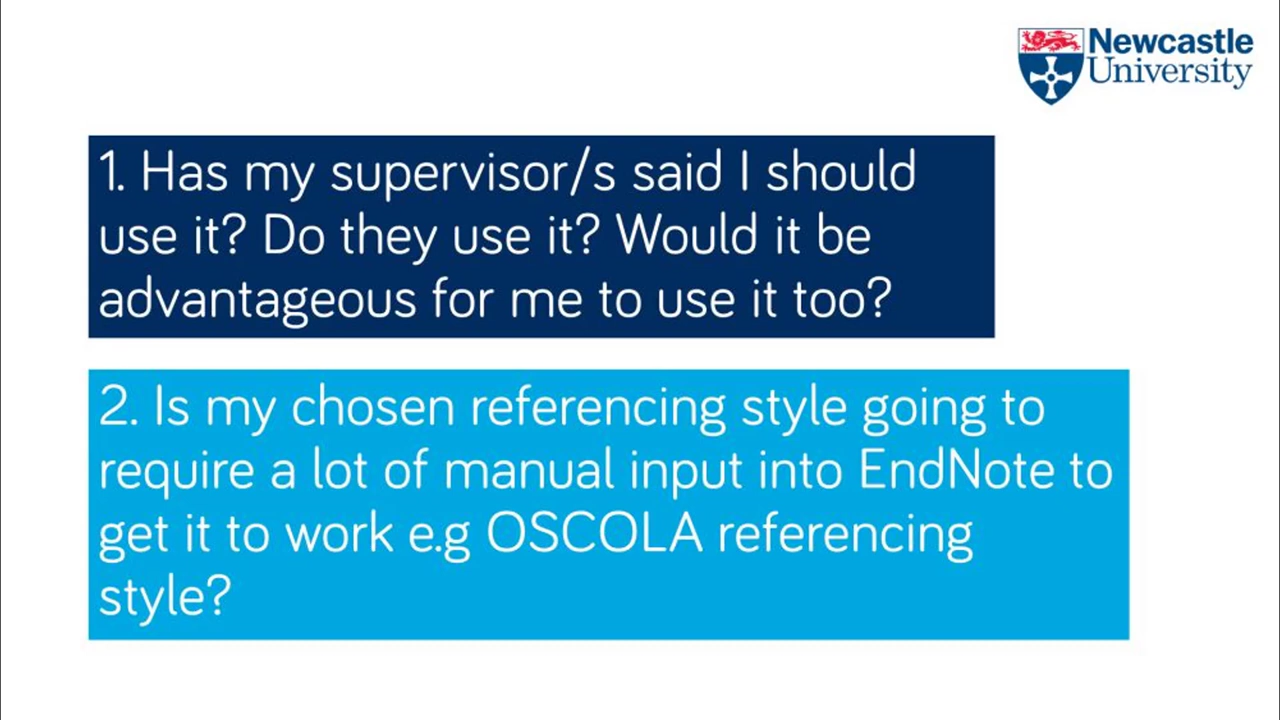 Newcastle
University
1. Has my supervisor/s said I should
use it? Do they use it? Would it be
advantageous for me to use it too?
2. Is my chosen referencing style going to
require a lot of manual input into EndNote to
get it to work e.g OSCOLA referencing
style?